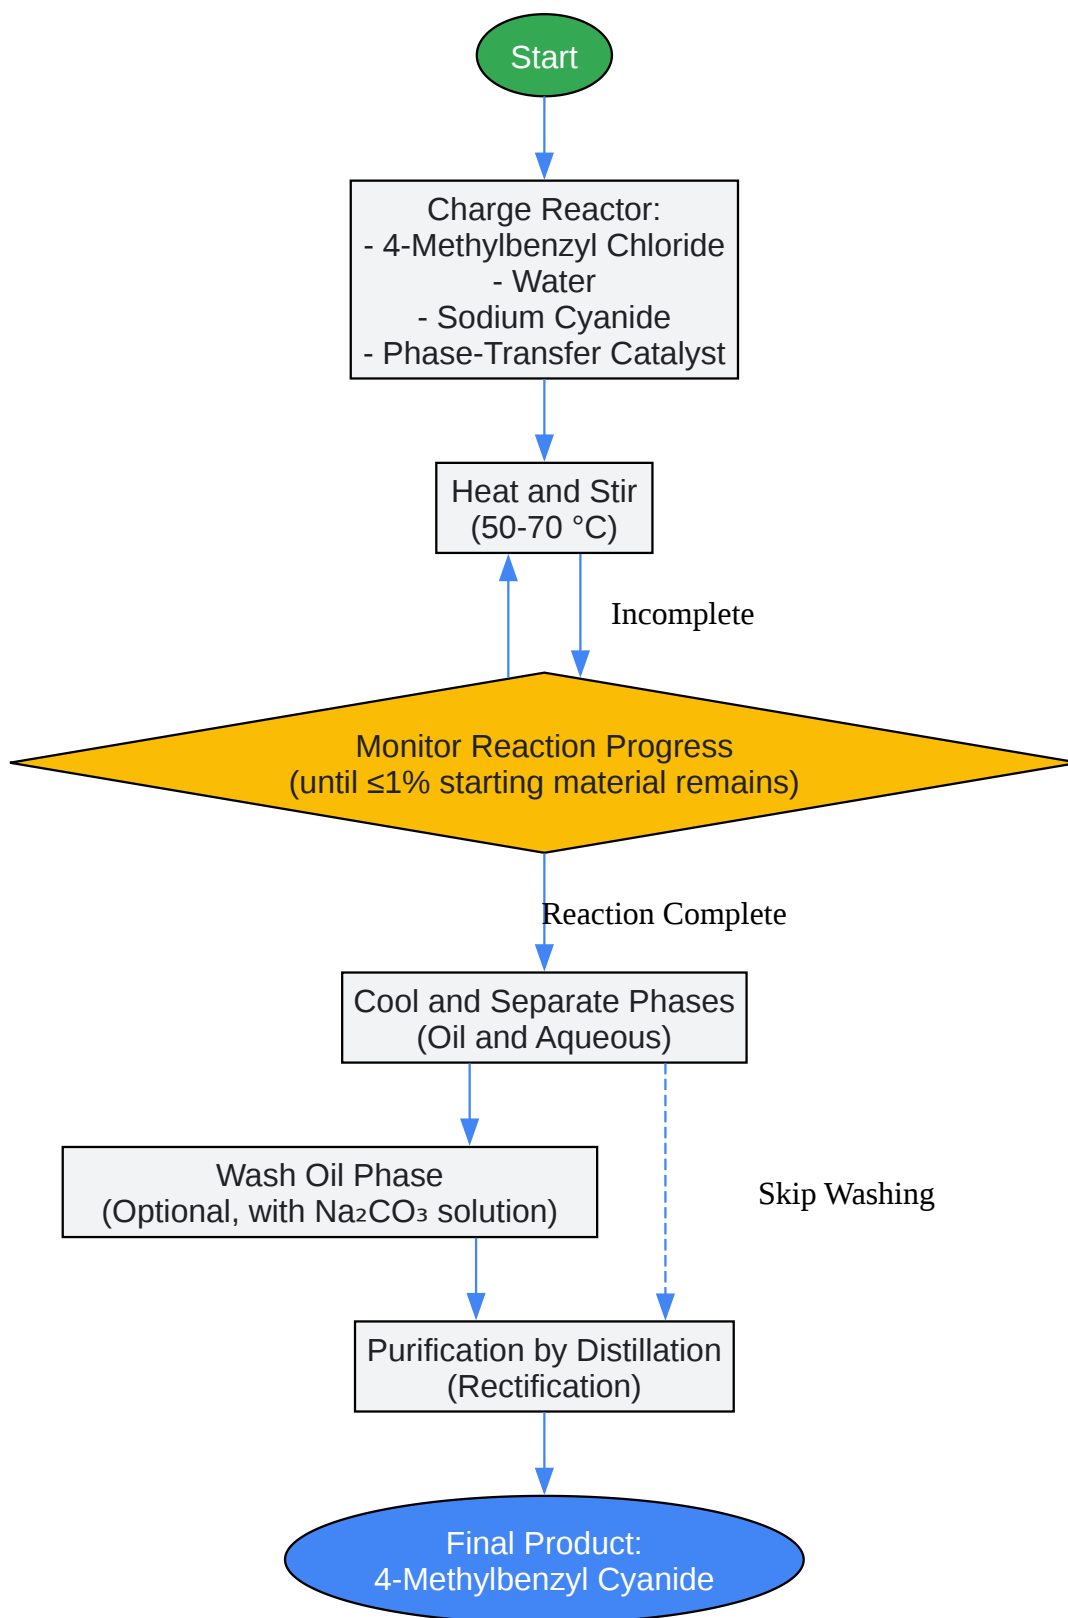 Start
Charge Reactor:
- 4-Methylbenzyl Chloride
- Water
- Sodium Cyanide
- Phase-Transfer Catalyst
Heat and Stir
(50-70 °C)
Incomplete
Monitor Reaction Progress
(until ≤1% starting material remains)
Reaction Complete
Cool and Separate Phases
(Oil and Aqueous)
Wash Oil Phase
(Optional, with Na₂CO₃ solution)
Skip Washing
Purification by Distillation
(Rectification)
Final Product:
4-Methylbenzyl Cyanide